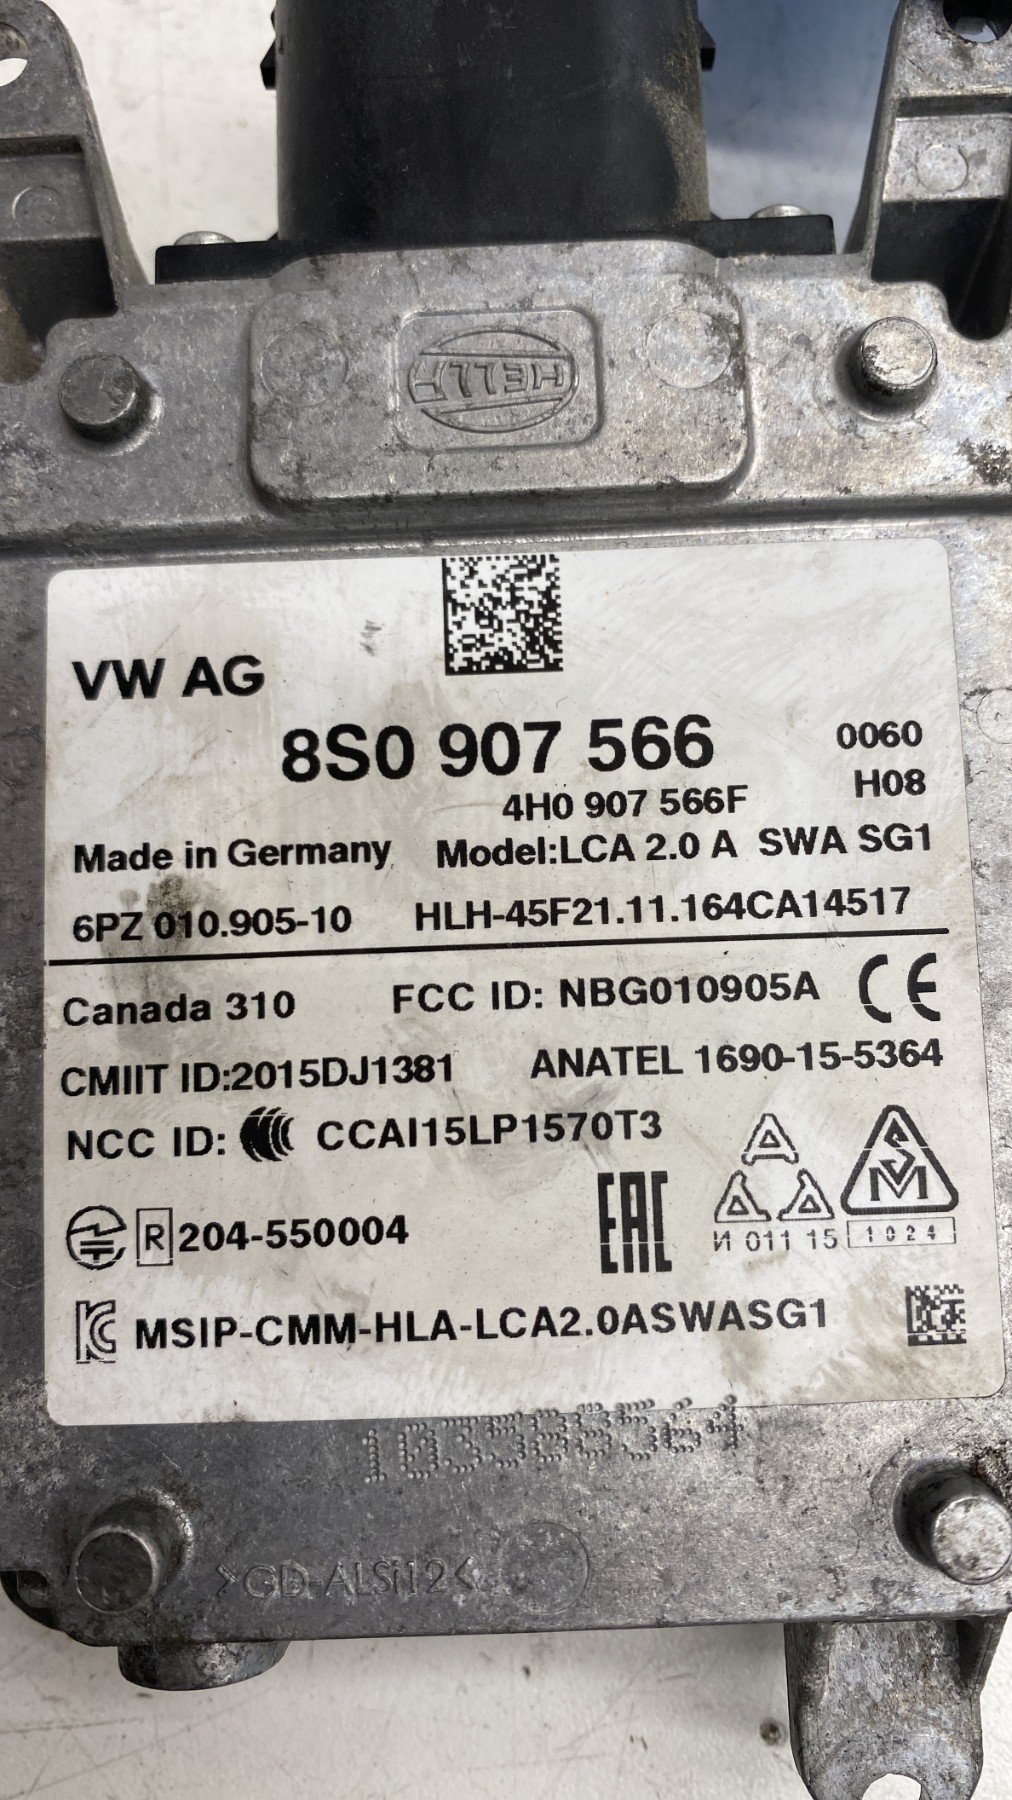 HELLA
VW AG
8S0 907 566 0060
4H0 907 566F H08
Made in Germany Model:LCA 2.0 A SWA SG1
6PZ 010.905-10 HLH-45F21.11.164CA14517
Canada 310 FCC ID: NBG010905A CE
CMIIT ID:2015DJ1381 ANATEL 1690-15-5364
NCC ID: CCAI15LP1570T3
R 204-550004 EAC И 011 15 SM 1024
KC MSIP-CMM-HLA-LCA2.0ASWASG1
>GD-ALSi12<